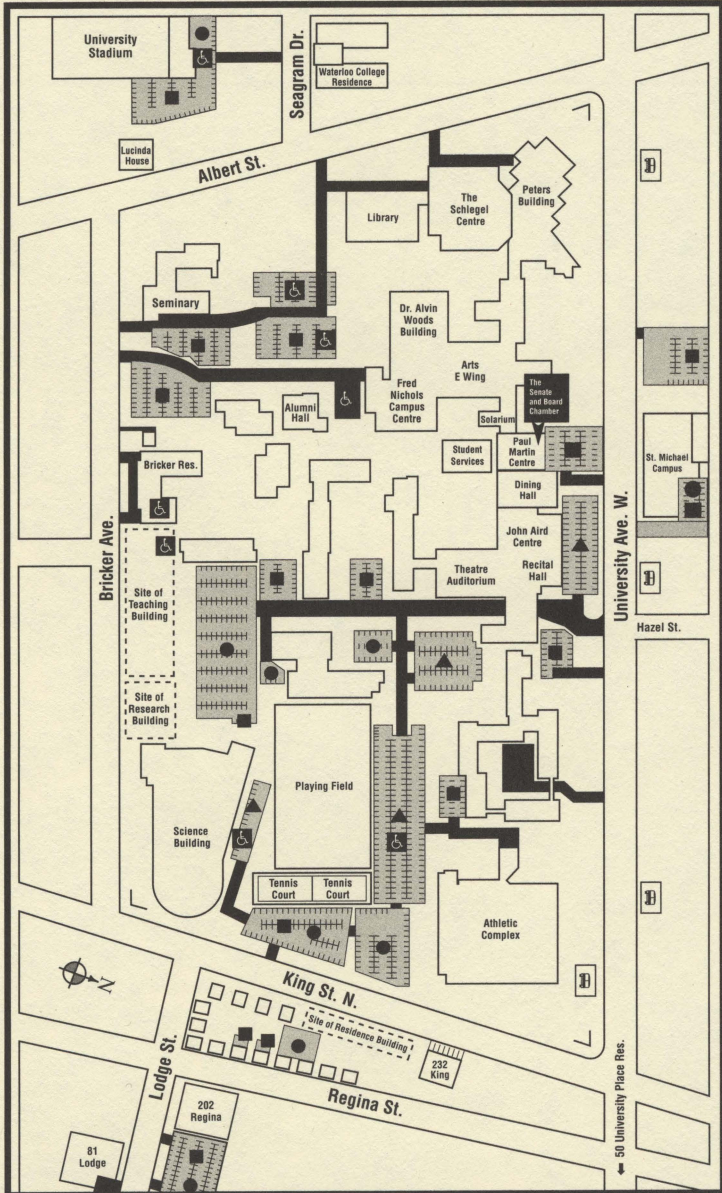 University
Stadium
Seagram Dr.
Waterloo College
Residence
Lucinda
House
Albert St.
Library
The
Schlegel
Centre
Peters
Building
Seminary
Dr. Alvin
Woods
Building
Arts
E Wing
Fred
Nichols
Campus
Centre
Alumni
Hall
The
Senate
and Board
Chamber
Solarium
Student
Services
Paul
Martin
Centre
St. Michael
Campus
Bricker Res.
Dining
Hall
John Aird
Centre
Recital
Hall
Theatre
Auditorium
Bricker Ave.
University Ave. W.
Site of
Teaching
Building
Hazel St.
Site of
Research
Building
Playing Field
Science
Building
Tennis
Court
Tennis
Court
Athletic
Complex
N
King St. N.
Site of Residence Building
232
King
Lodge St.
Regina St.
50 University Place Res.
202
Regina
81
Lodge